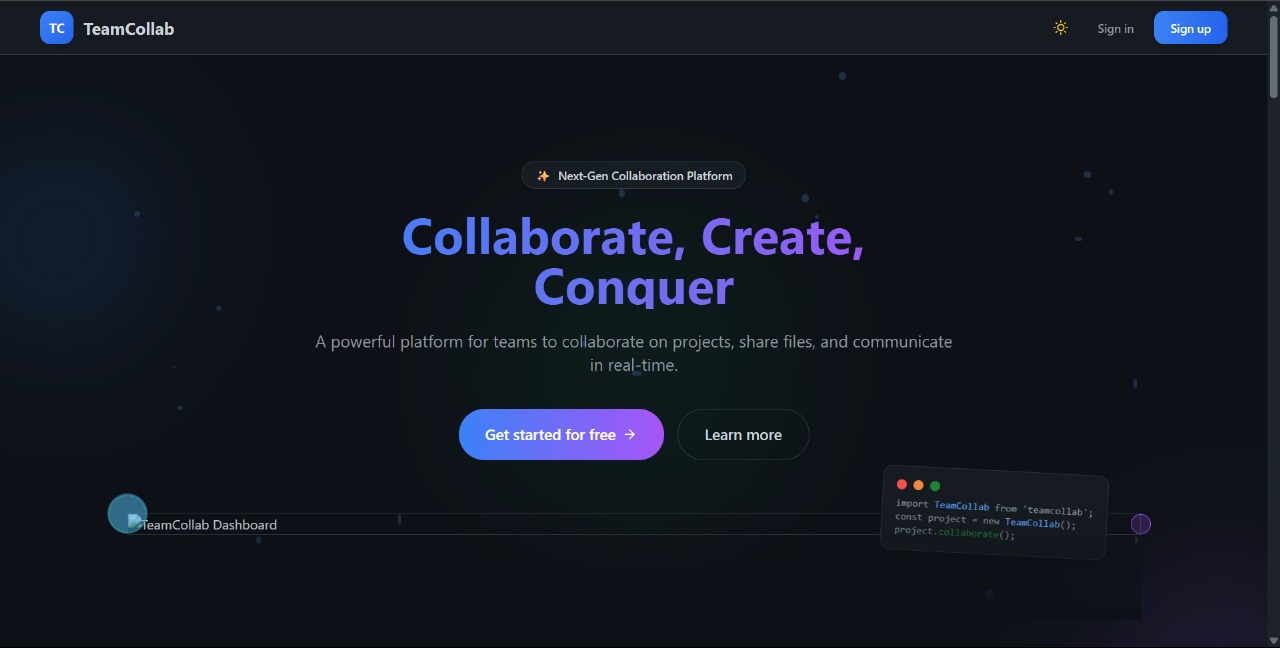 TC TeamCollab
Sign in
Sign up
✨ Next-Gen Collaboration Platform
Collaborate, Create,
Conquer
A powerful platform for teams to collaborate on projects, share files, and communicate
in real-time.
Get started for free →
Learn more
import TeamCollab from 'teamcollab';
const project = new TeamCollab();
project.collaborate();
TeamCollab Dashboard